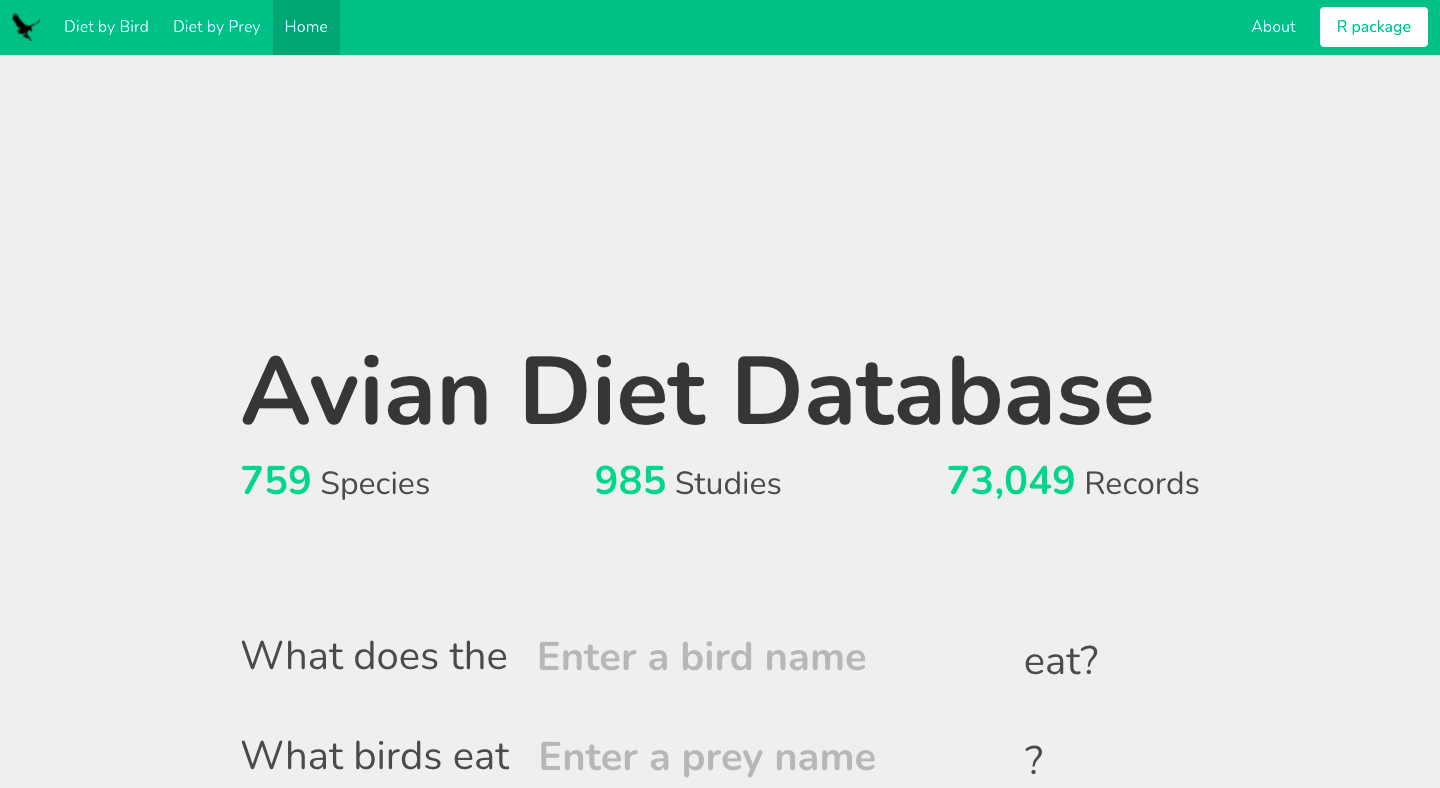 Diet by Bird Diet by Prey Home About R package
Avian Diet Database
759 Species 985 Studies 73,049 Records
What does the Enter a bird name eat?
What birds eat Enter a prey name ?